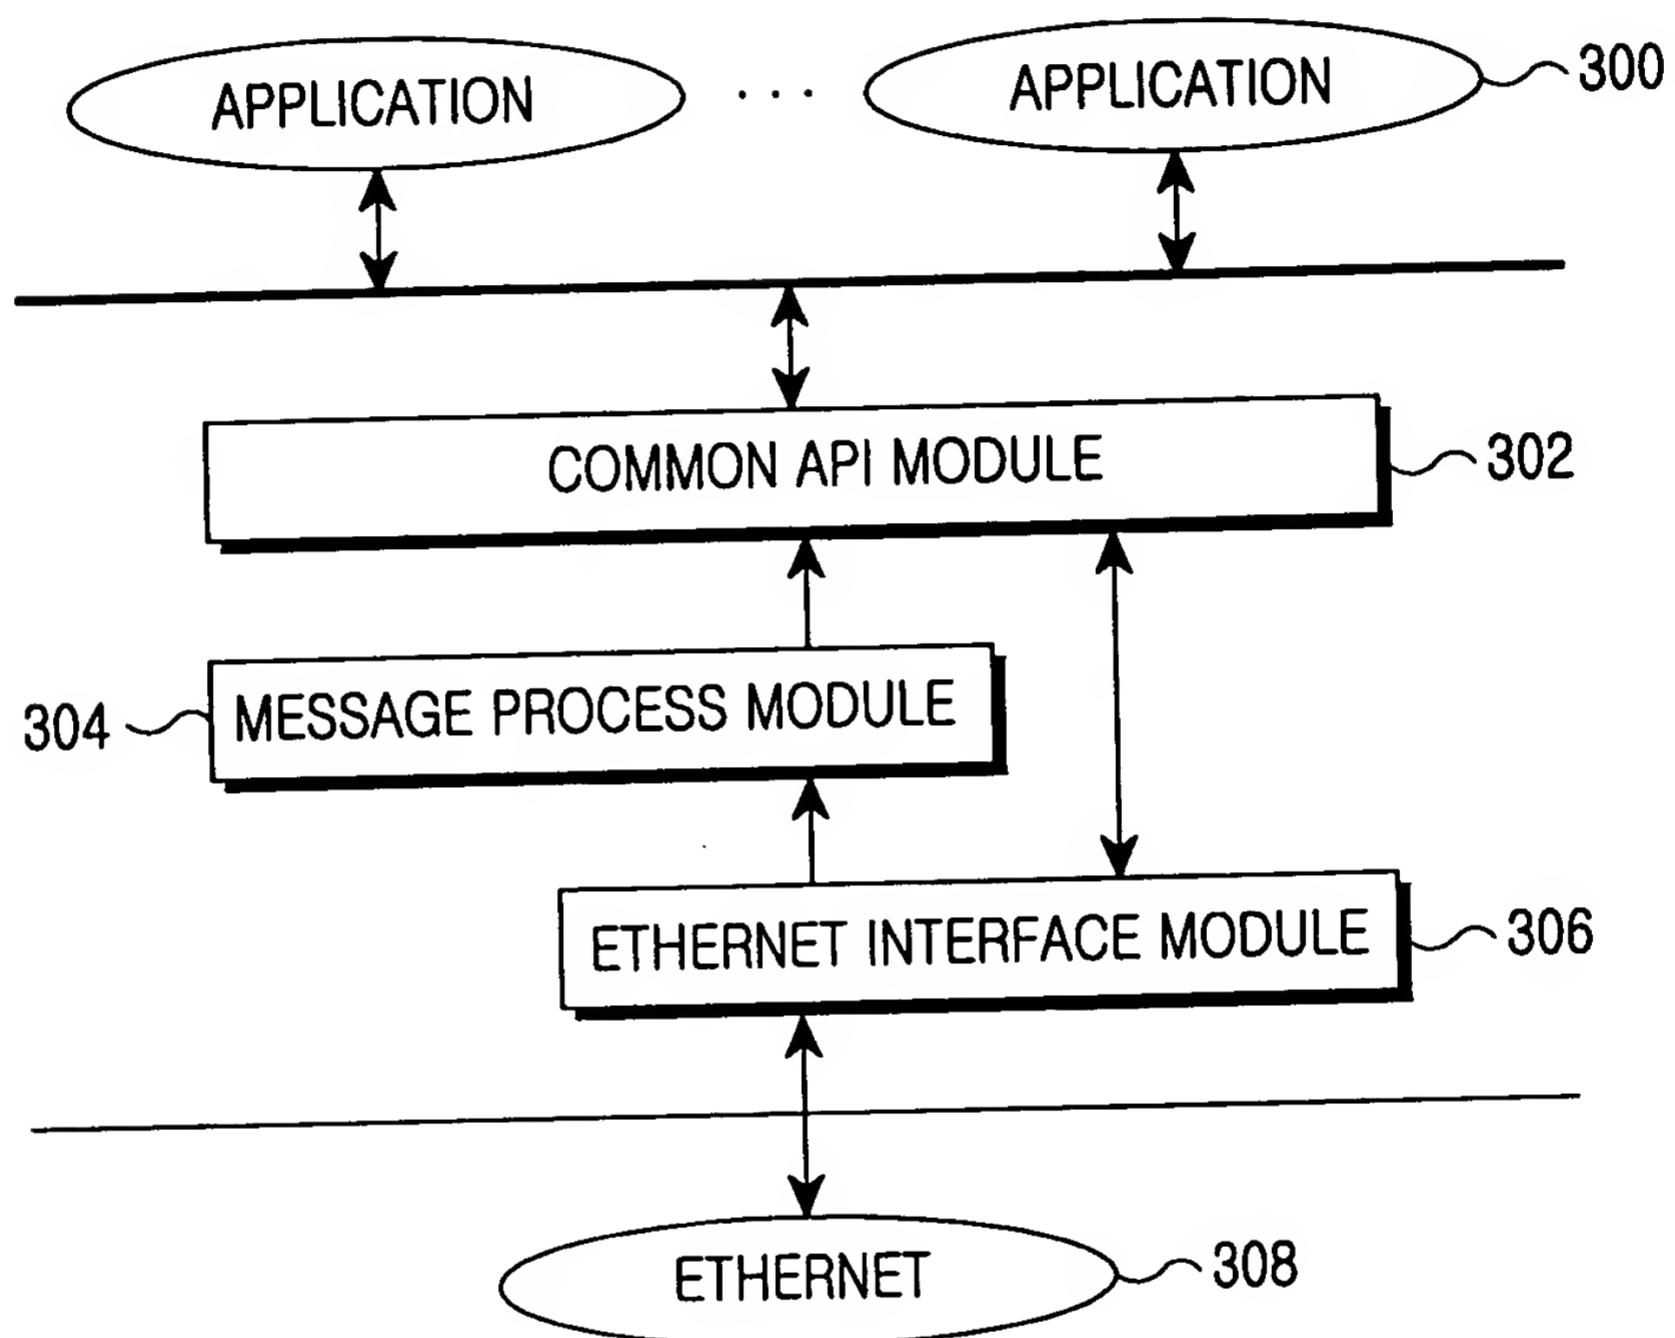 APPLICATION ... APPLICATION 300
COMMON API MODULE 302
304 MESSAGE PROCESS MODULE
ETHERNET INTERFACE MODULE 306
ETHERNET 308